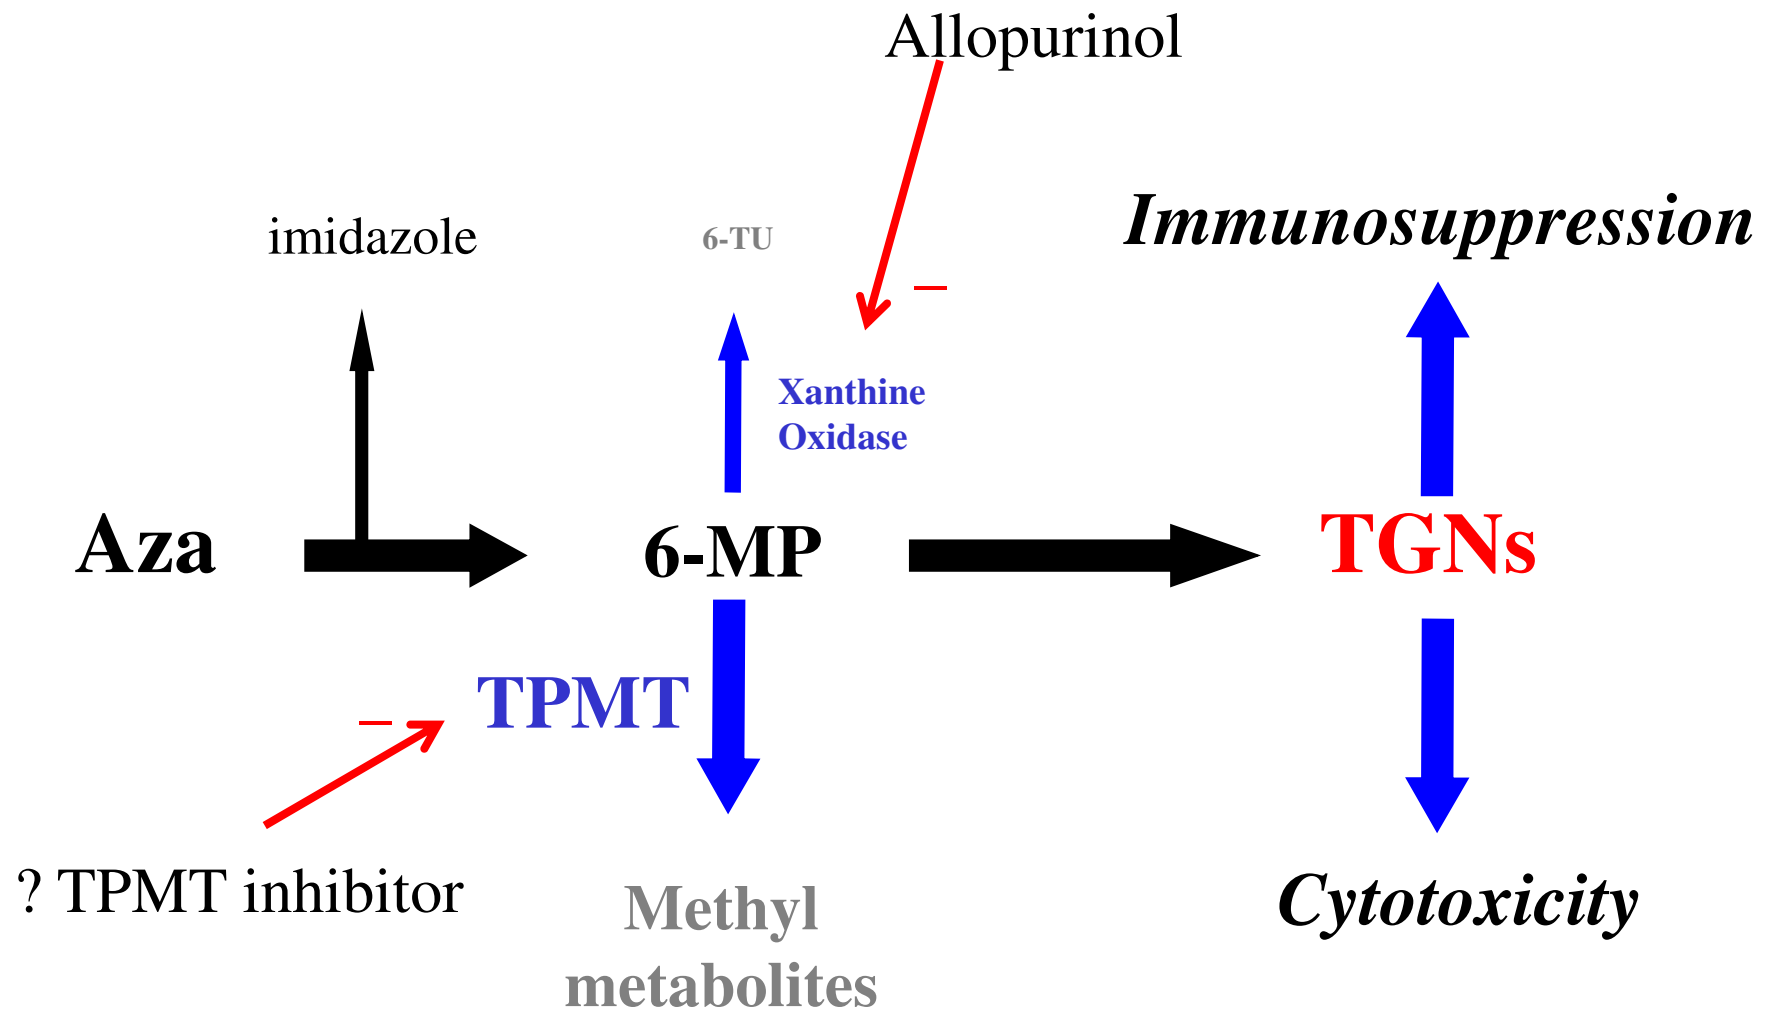 Allopurinol
Immunosuppression
imidazole
6-TU
–
Xanthine
Oxidase
Aza
6-MP
TGNs
TPMT
–
? TPMT inhibitor
Methyl
metabolites
Cytotoxicity